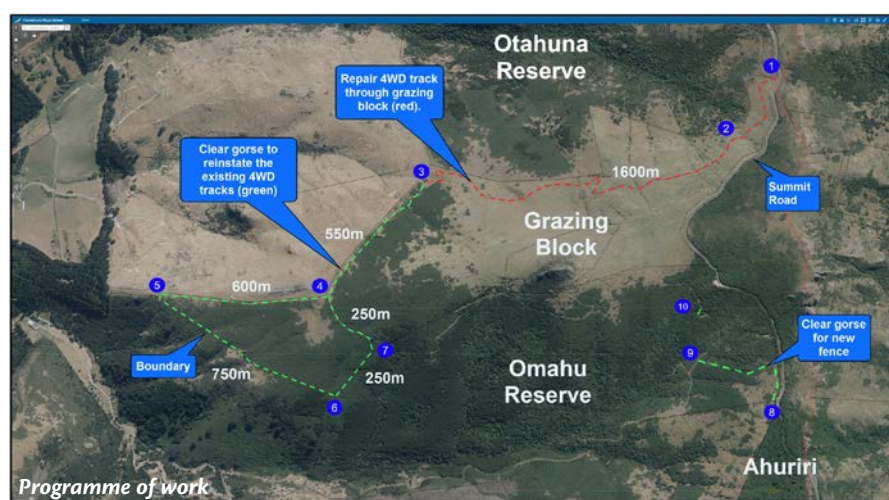 Otahuna
Reserve
1
Repair 4WD track
through grazing
block (red).
2
Clear gorse to
reinstate the
existing 4WD
tracks (green)
3
1600m
Summit
Road
Grazing
Block
550m
5
600m
4
250m
10
7
Clear gorse
for new
fence
Boundary
750m
250m
9
Omahu
Reserve
6
8
Ahuriri
Programme of work